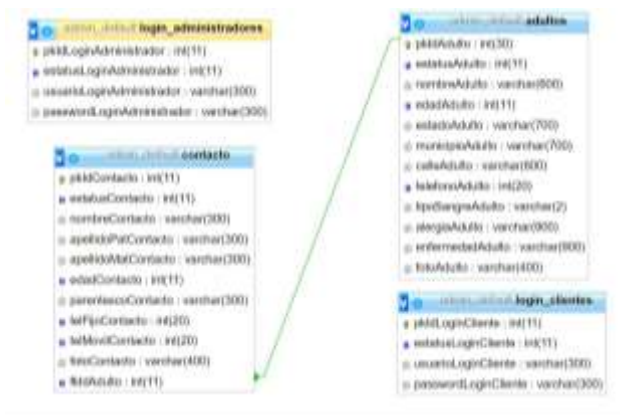 login_administradores
pkIdLoginAdministrador : int(11)
estatusLoginAdministrador : int(11)
usuarioLoginAdministrador : varchar(300)
passwordLoginAdministrador : varchar(300)
contacto
pkIdContacto : int(11)
estatusContacto : int(11)
nombreContacto : varchar(300)
apellidoPatContacto : varchar(300)
apellidoMatContacto : varchar(300)
edadContacto : int(11)
parentescoContacto : varchar(300)
telFijoContacto : int(20)
telMovilContacto : int(20)
fotoContacto : varchar(400)
fkIdAdulto : int(11)
adultos
pkIdAdulto : int(30)
estatusAdulto : int(11)
nombreAdulto : varchar(600)
edadAdulto : int(11)
estadoAdulto : varchar(700)
municipioAdulto : varchar(700)
calleAdulto : varchar(600)
telefonoAdulto : int(20)
tipoSangreAdulto : varchar(2)
alergiaAdulto : varchar(900)
enfermedadAdulto : varchar(900)
fotoAdulto : varchar(400)
login_clientes
pkIdLoginCliente : int(11)
estatusLoginCliente : int(11)
usuarioLoginCliente : varchar(300)
passwordLoginCliente : varchar(300)